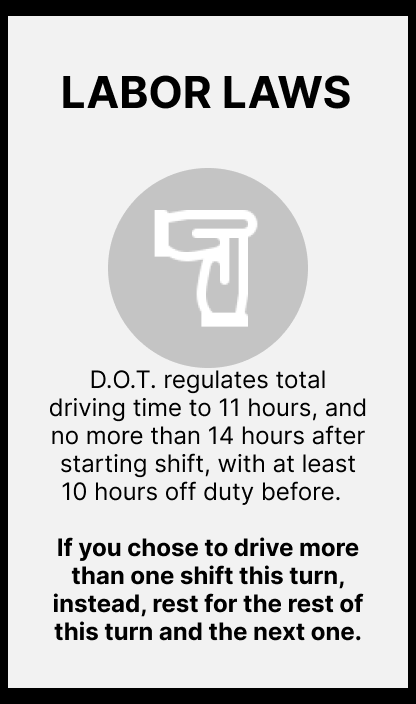 LABOR LAWS
D.O.T. regulates total
driving time to 11 hours, and
no more than 14 hours after
starting shift, with at least
10 hours off duty before.
If you chose to drive more
than one shift this turn,
instead, rest for the rest of
this turn and the next one.